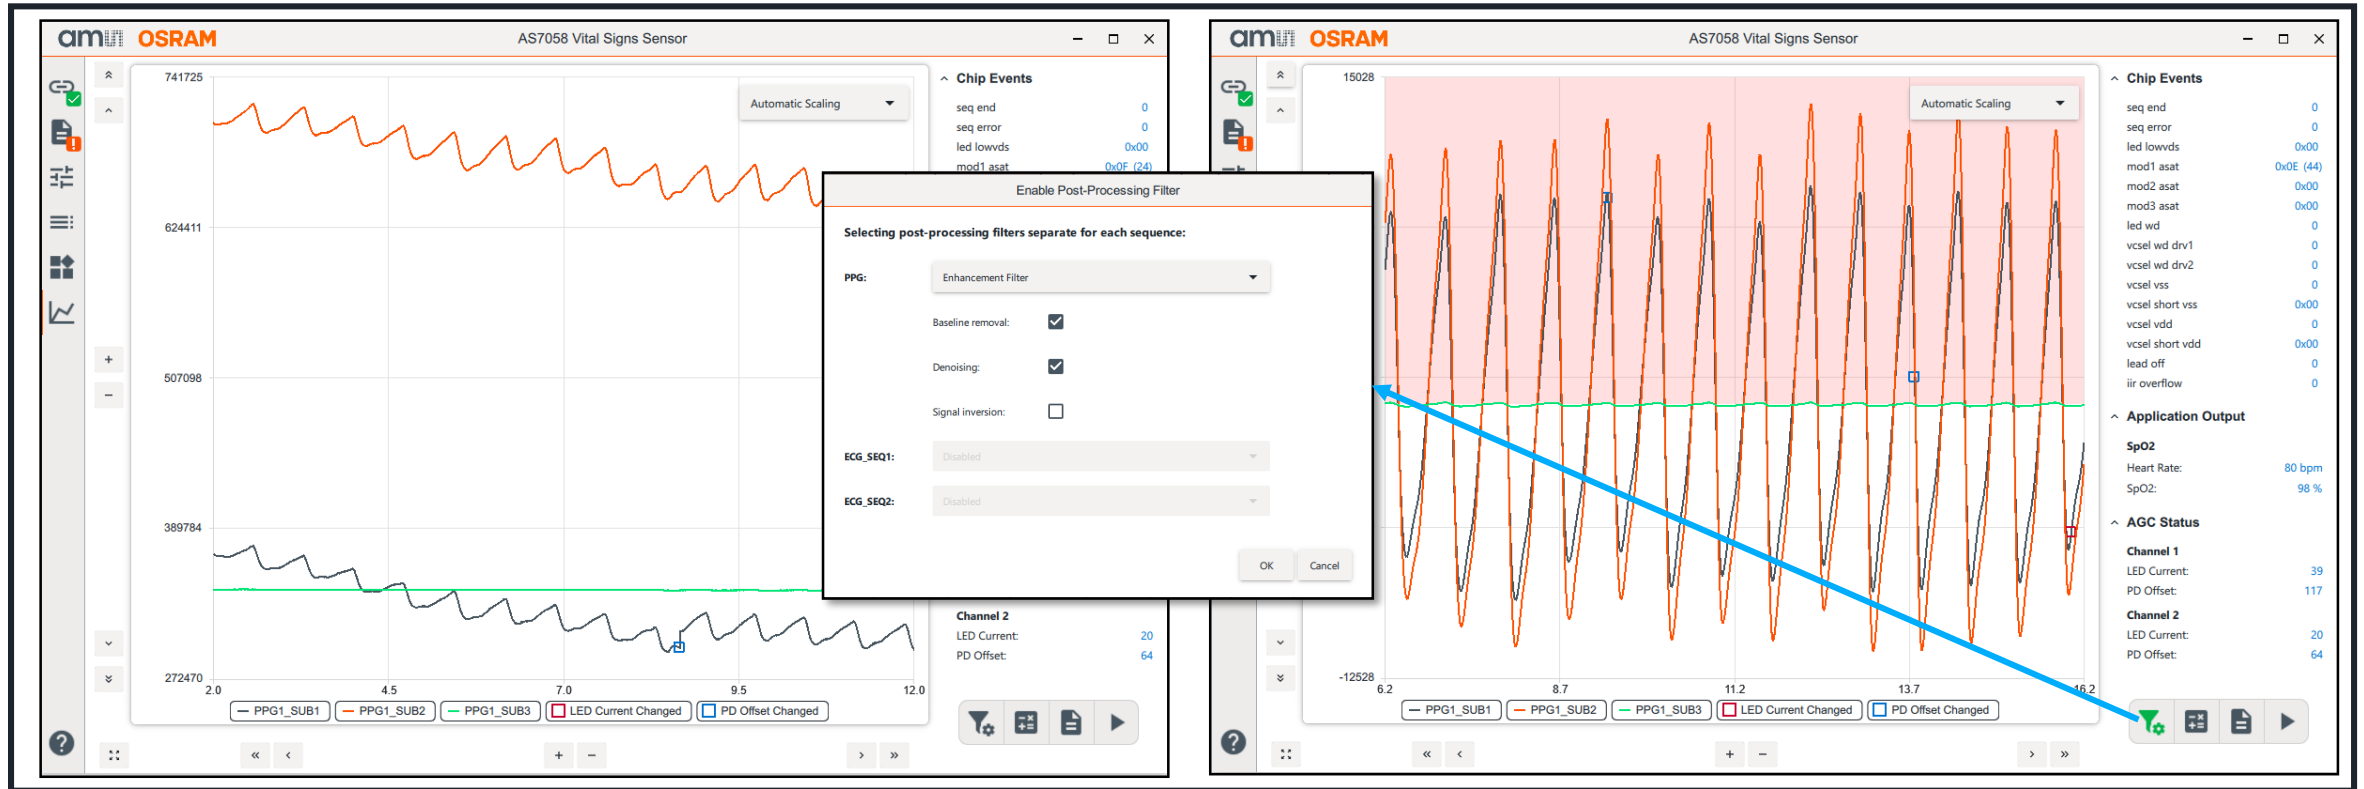 amu OSRAM
AS7058 Vital Signs Sensor
741725
624411
507098
389784
272470
2.0
4.5
7.0
9.5
12.0
Automatic Scaling
PPG1_SUB1
PPG1_SUB2
PPG1_SUB3
LED Current Changed
PD Offset Changed
Chip Events
seq end 0
seq error 0
led lowvds 0x00
mod1 asat 0x0F (24)
Channel 2
LED Current: 20
PD Offset: 64
Enable Post-Processing Filter
Selecting post-processing filters separate for each sequence:
PPG: Enhancement Filter
Baseline removal:
Denoising:
Signal inversion:
ECG_SEQ1: Disabled
ECG_SEQ2: Disabled
OK Cancel
amu OSRAM
AS7058 Vital Signs Sensor
15028
-12528
6.2
8.7
11.2
13.7
16.2
Automatic Scaling
PPG1_SUB1
PPG1_SUB2
PPG1_SUB3
LED Current Changed
PD Offset Changed
Chip Events
seq end 0
seq error 0
led lowvds 0x00
mod1 asat 0x0E (44)
mod2 asat 0x00
mod3 asat 0x00
led wd 0
vcsel wd drv1 0
vcsel wd drv2 0
vcsel vss 0
vcsel short vss 0x00
vcsel vdd 0
vcsel short vdd 0x00
lead off 0
iir overflow 0
Application Output
SpO2
Heart Rate: 80 bpm
SpO2: 98 %
AGC Status
Channel 1
LED Current: 39
PD Offset: 117
Channel 2
LED Current: 20
PD Offset: 64